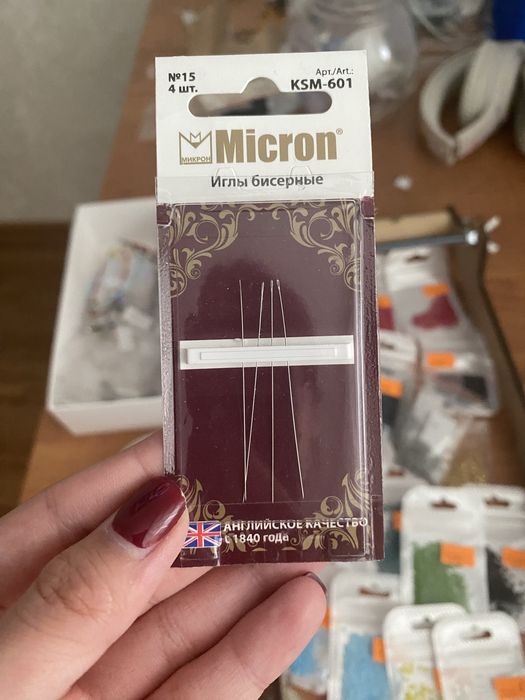 №15
4 шт.
Арт./Art.:
KSM-601
МИКРОН
Micron®
Иглы бисерные
АНГЛИЙСКОЕ КАЧЕСТВО
с 1840 года